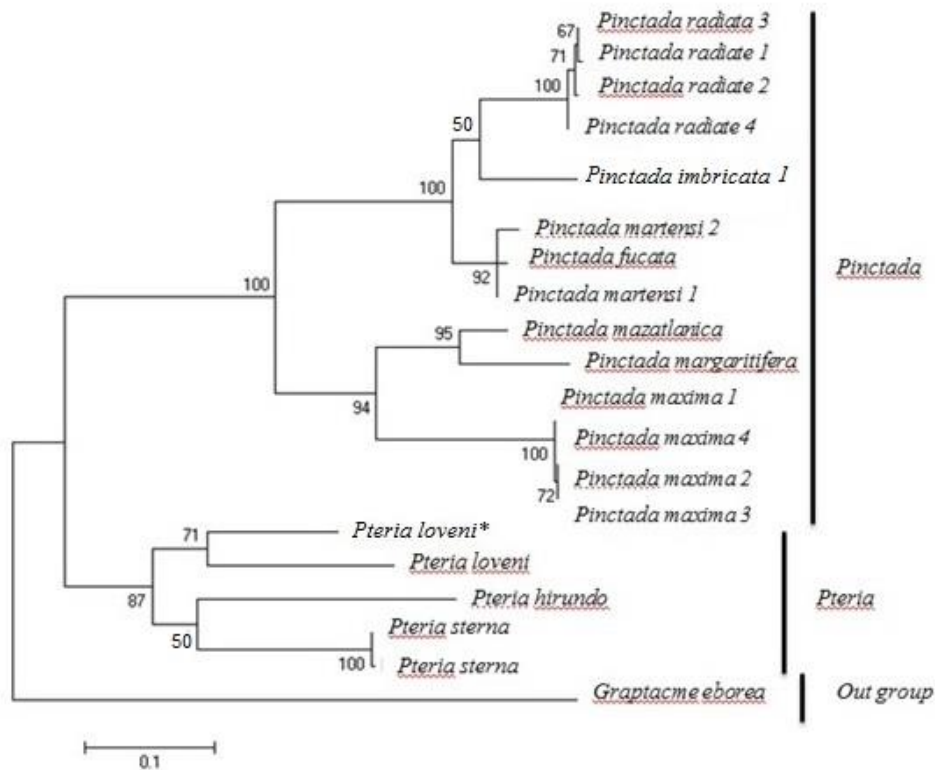 Pinctada radiata 3
67
Pinctada radiate 1
71
Pinctada radiate 2
100
Pinctada radiate 4
50
Pinctada imbricata 1
100
Pinctada martensi 2
Pinctada fucata
92
Pinctada martensi 1
Pinctada
100
Pinctada mazatlanica
95
Pinctada margaritifera
94
Pinctada maxima 1
Pinctada maxima 4
100
Pinctada maxima 2
72
Pinctada maxima 3
71
Pteria loveni*
Pteria loveni
87
Pteria hirundo
Pteria
50
Pteria sterna
100
Pteria sterna
Graptacme eborea
Out group
0.1